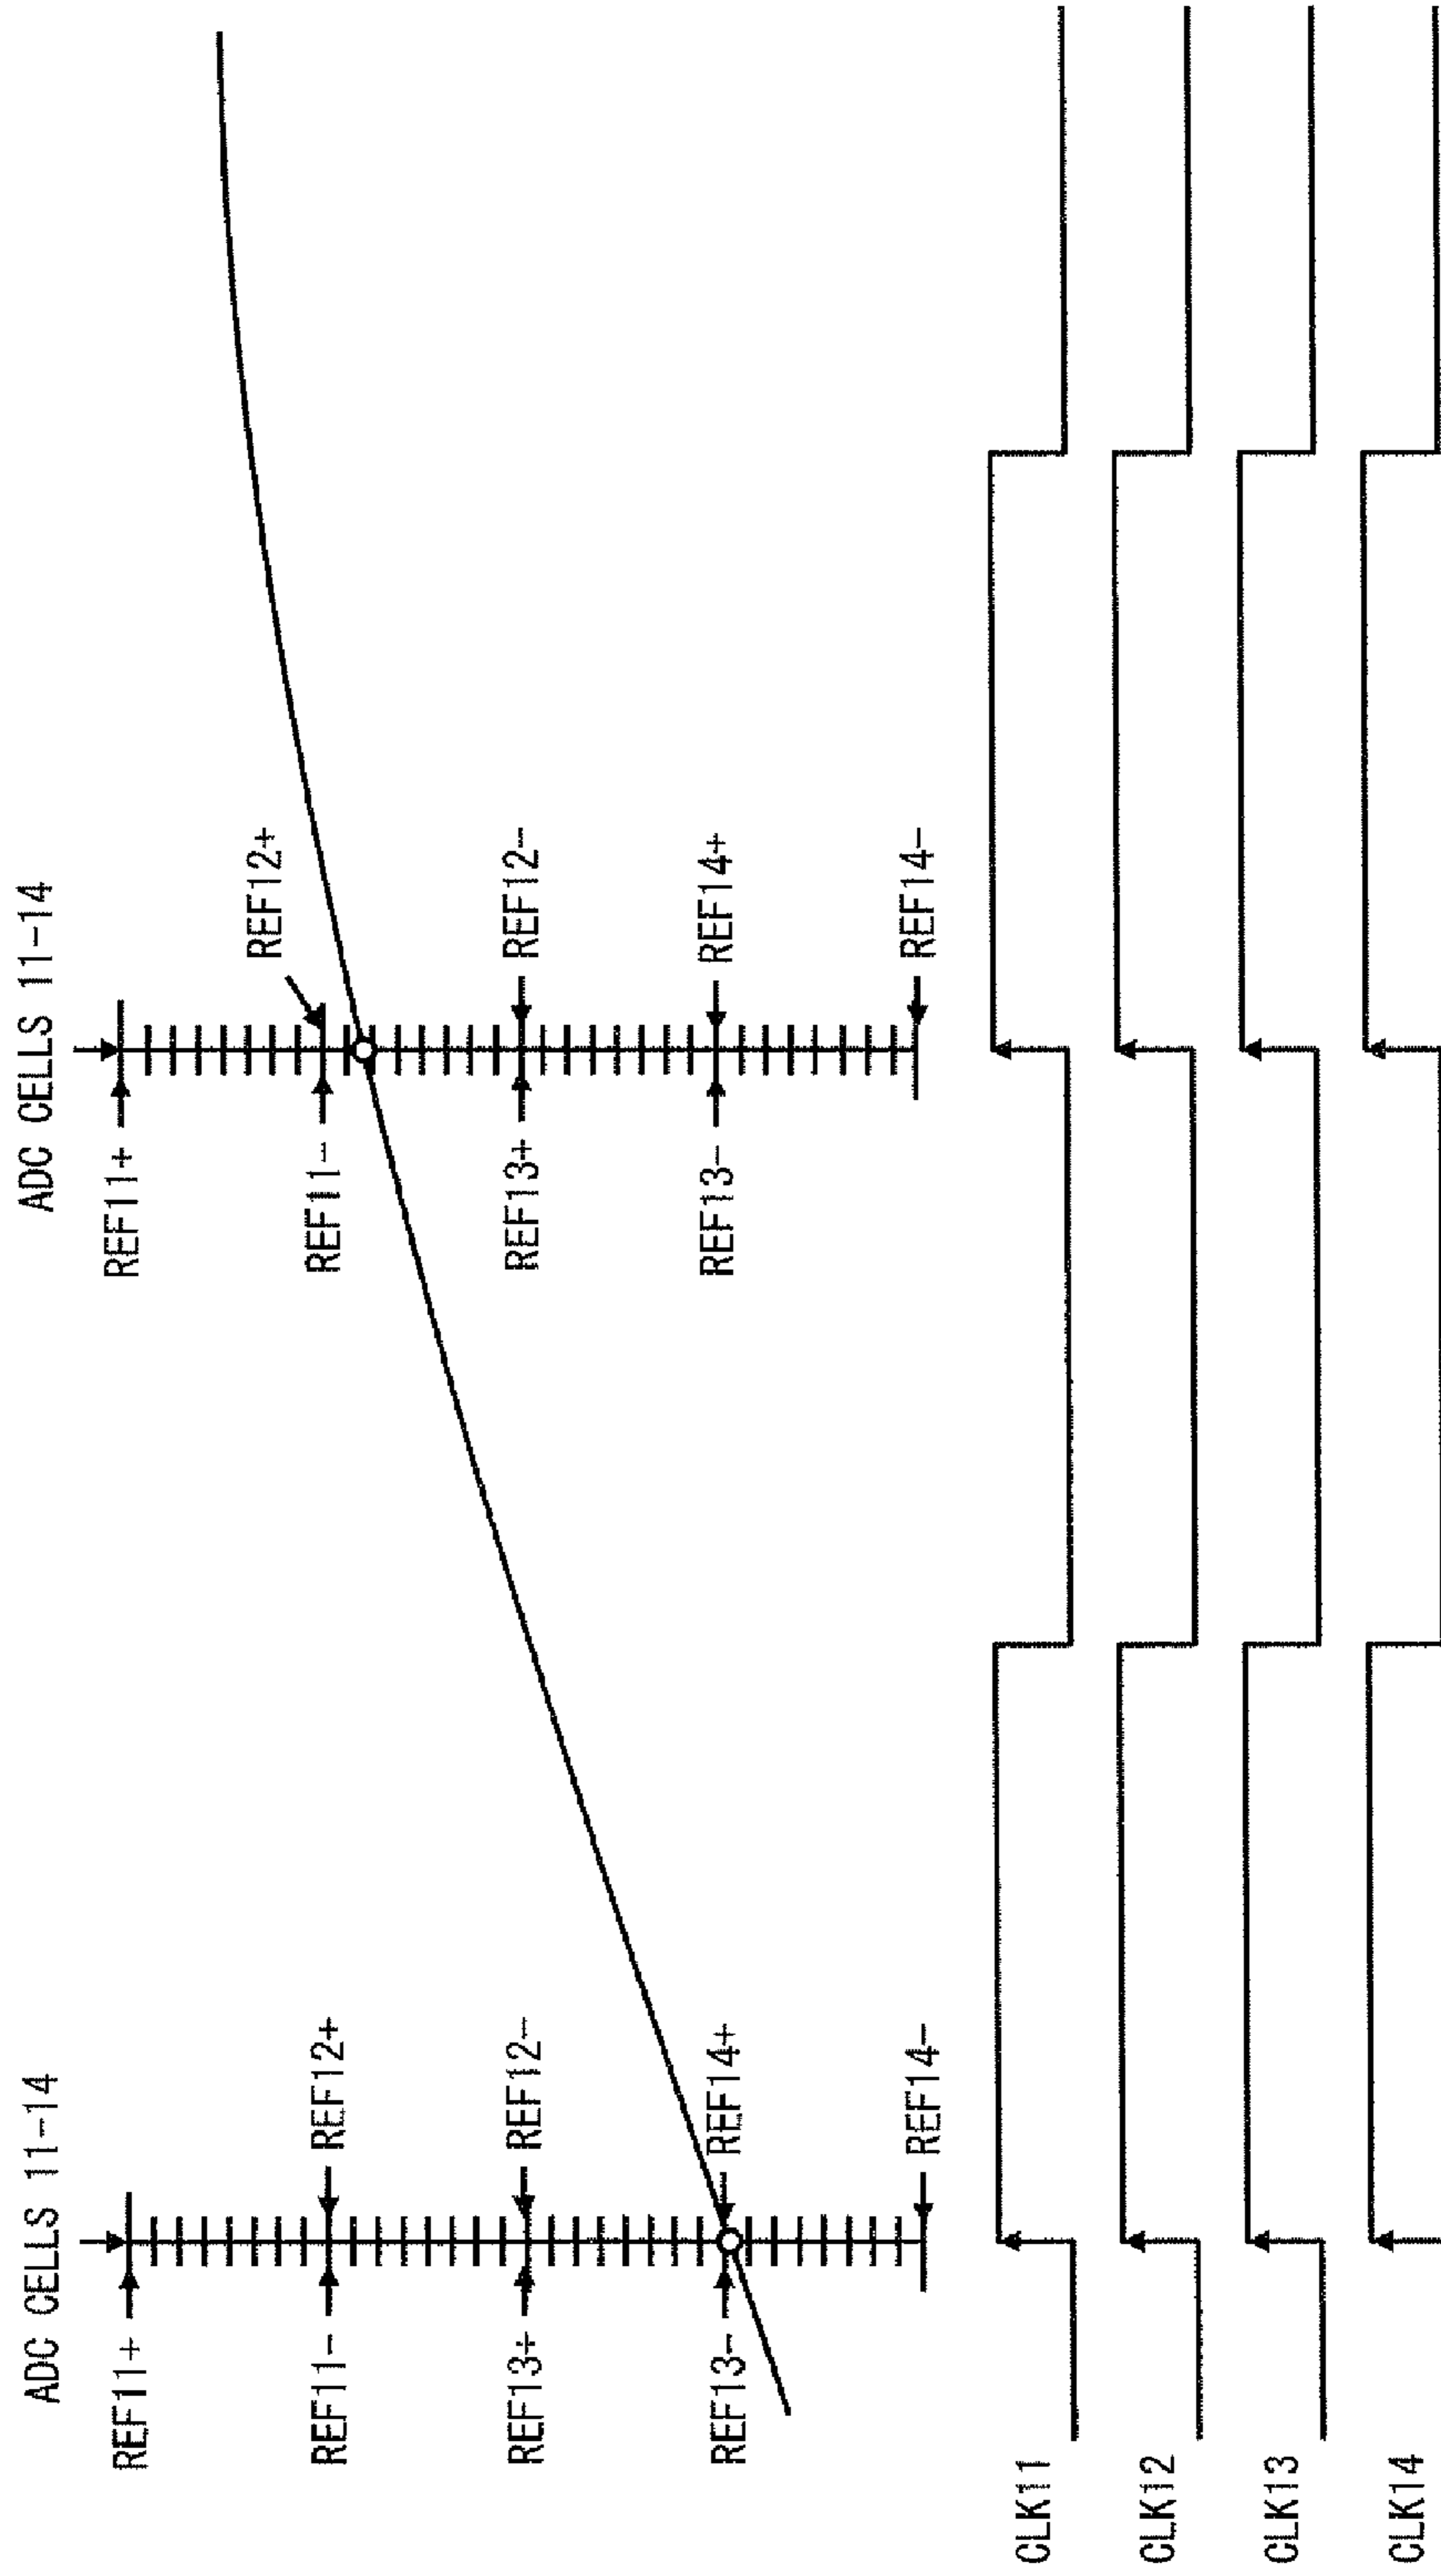 ADC CELLS 11-14
REF11+
REF11-
REF12+
REF13+
REF12-
REF13-
REF14+
REF14-
ADC CELLS 11-14
REF11+
REF11-
REF12+
REF13+
REF12-
REF13-
REF14+
REF14-
CLK11
CLK12
CLK13
CLK14